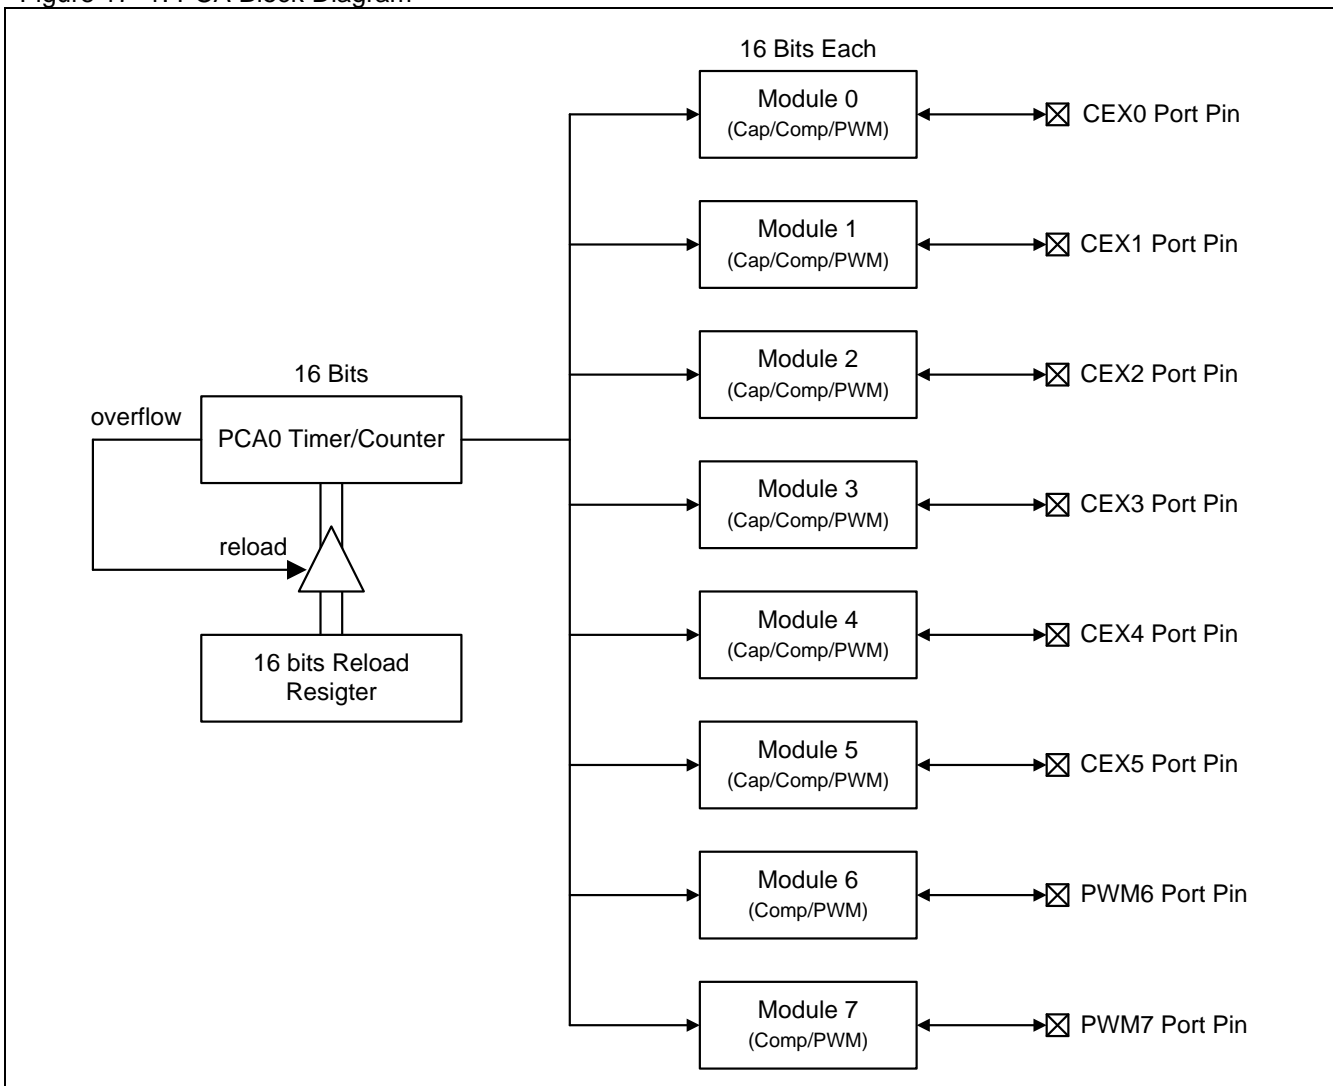 16 Bits Each
Module 0
(Cap/Comp/PWM)
CEX0 Port Pin
Module 1
(Cap/Comp/PWM)
CEX1 Port Pin
Module 2
(Cap/Comp/PWM)
CEX2 Port Pin
16 Bits
overflow
PCA0 Timer/Counter
Module 3
(Cap/Comp/PWM)
CEX3 Port Pin
reload
Module 4
(Cap/Comp/PWM)
CEX4 Port Pin
16 bits Reload
Resigter
Module 5
(Cap/Comp/PWM)
CEX5 Port Pin
Module 6
(Comp/PWM)
PWM6 Port Pin
Module 7
(Comp/PWM)
PWM7 Port Pin